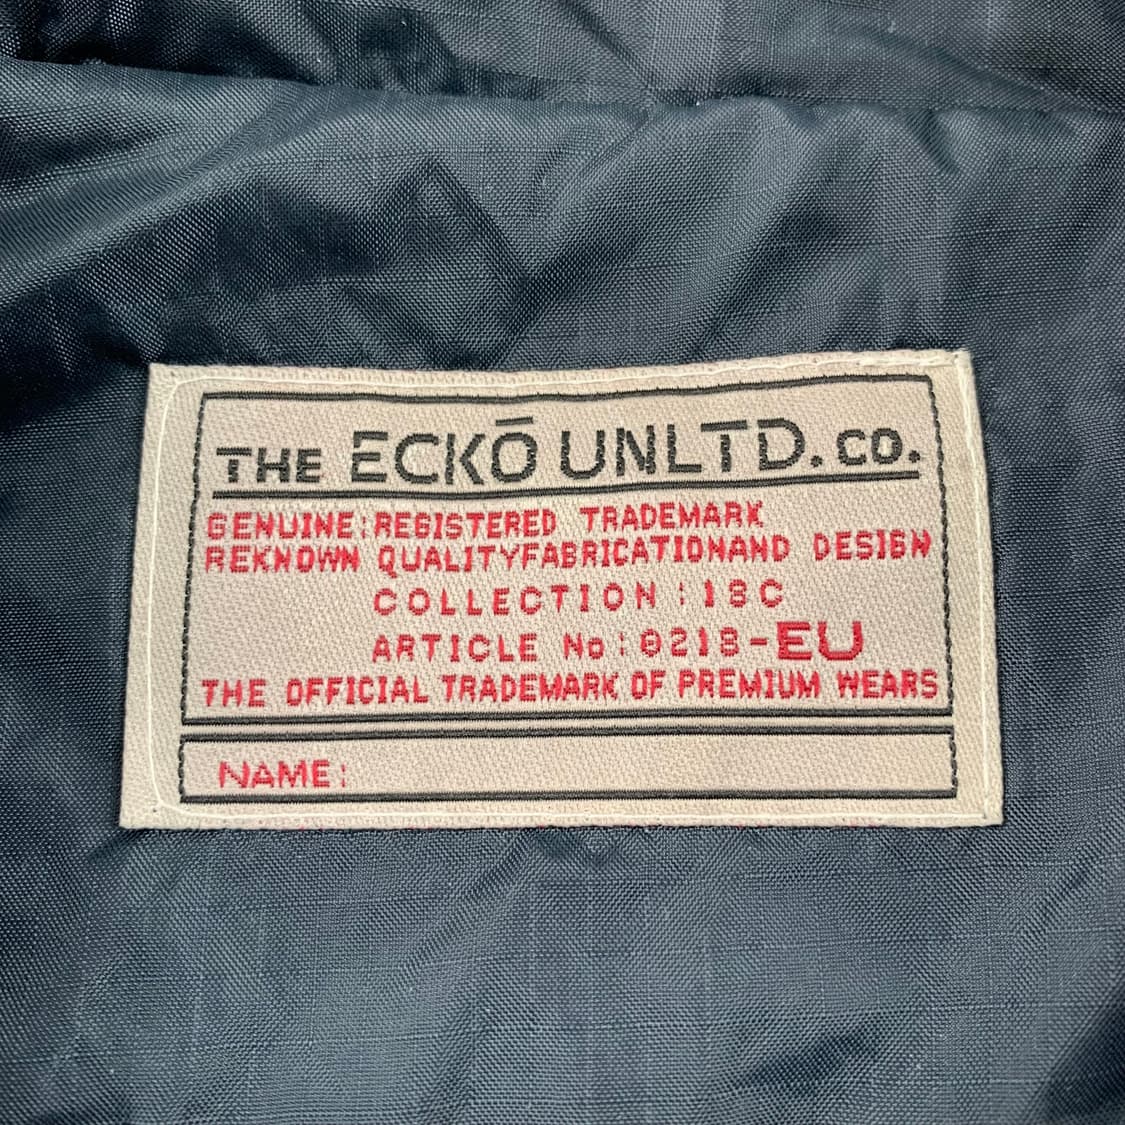 THE ECKŌ UNLTD. CO.
GENUINE:REGISTERED TRADEMARK
REKNOWN QUALITYFABRICATIONAND DESIGN
COLLECTION:18C
ARTICLE No:8218-EU
THE OFFICIAL TRADEMARK OF PREMIUM WEARS
NAME: